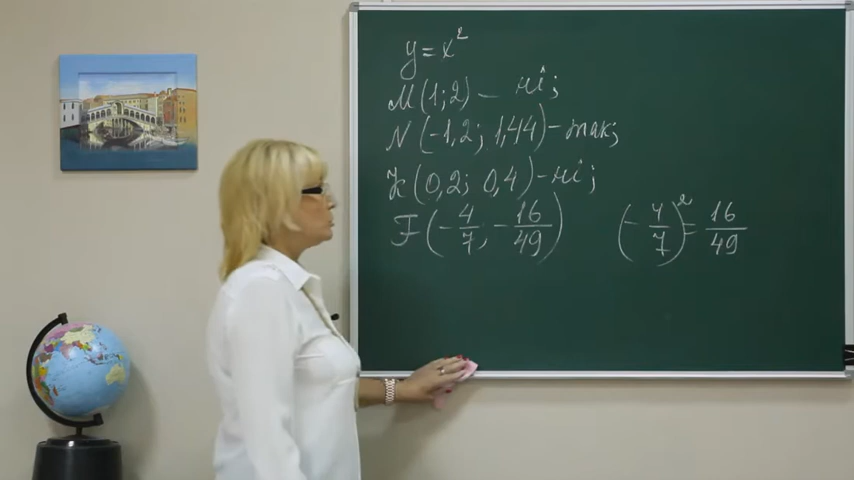 y = x²
M (1; 2) – ні;
N (-1,2; 1,44) – так;
K (0,2; 0,4) – ні;
F (-4/7, -16/49) (-4/7)² = 16/49